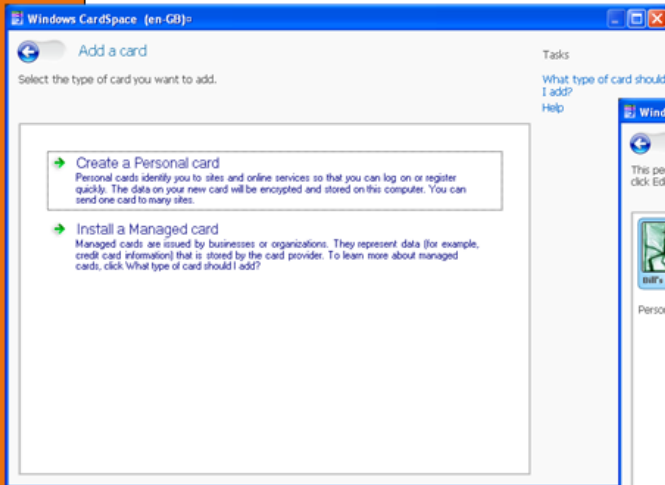 Windows CardSpace (en-GB)
Add a card
Select the type of card you want to add.
Create a Personal card
Personal cards identify you to sites and online services so that you can log on or register
quickly. The data on your new card will be encrypted and stored on this computer. You can
send one card to many sites.
Install a Managed card
Managed cards are issued by businesses or organizations. They represent data (for example,
credit card information) that is stored by the card provider. To learn more about managed
cards, click What type of card should I add?
Tasks
What type of card should
I add?
Help
Wind
This pe
click Ed
Bill's
Person